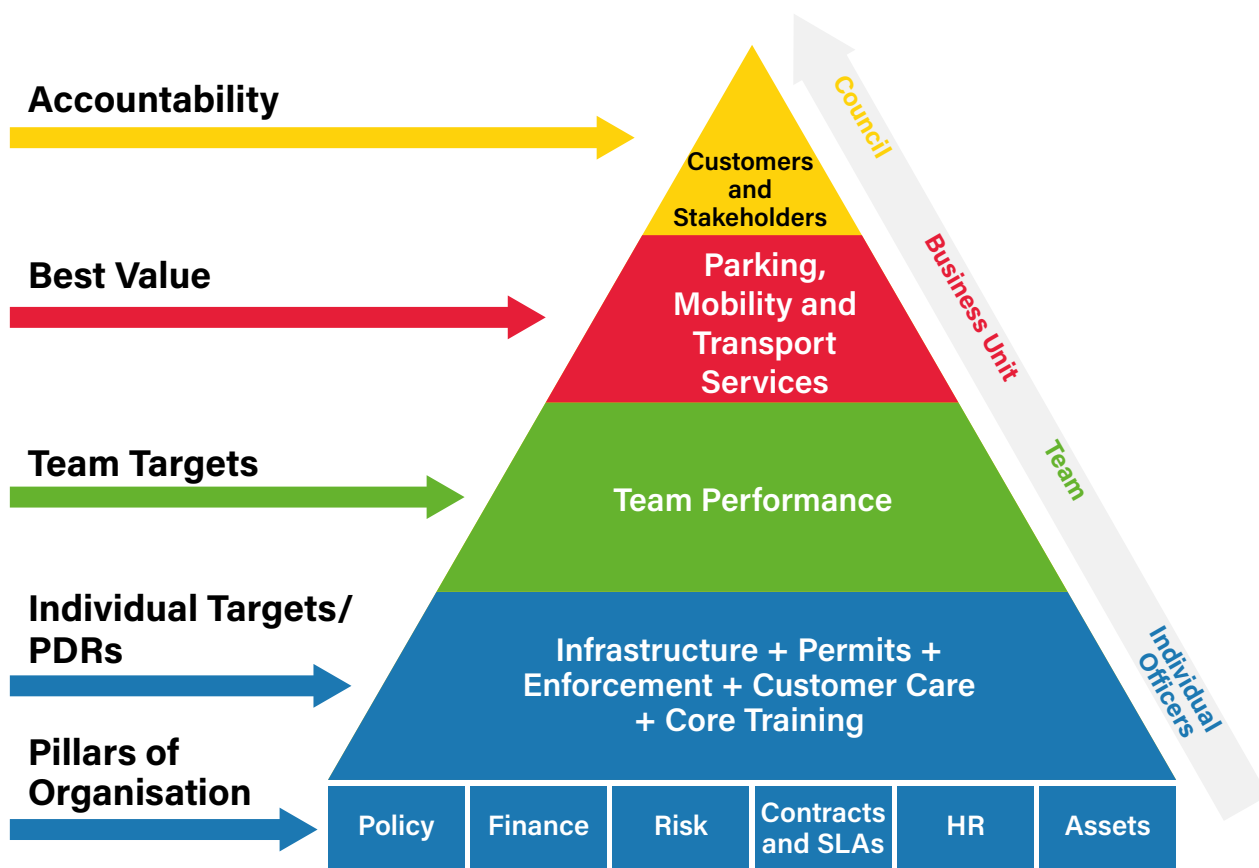 Accountability
Customers
and
Stakeholders
Council
Best Value
Parking,
Mobility and
Transport
Services
Business Unit
Team Targets
Team Performance
Team
Individual Targets/
PDRs
Infrastructure + Permits +
Enforcement + Customer Care
+ Core Training
Individual
Officers
Pillars of
Organisation
Policy
Finance
Risk
Contracts
and SLAs
HR
Assets